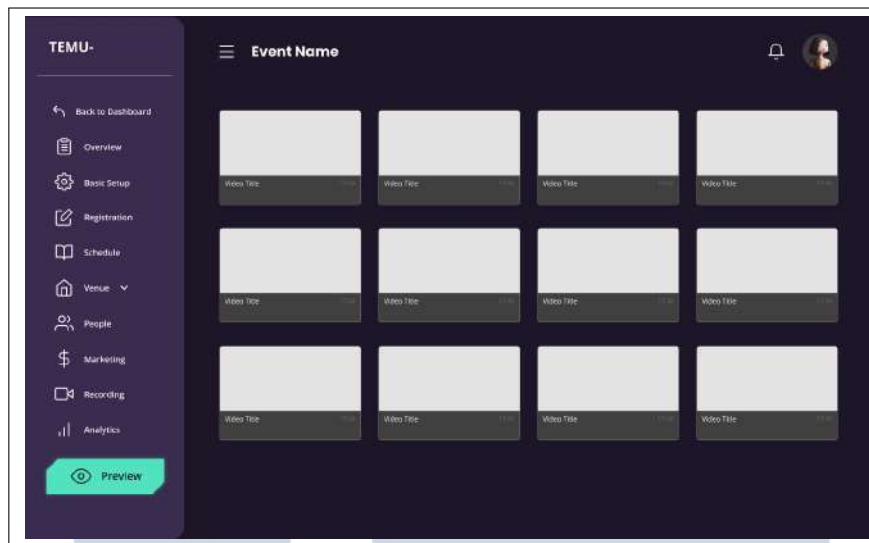 TEMU-
Event Name
Back to Dashboard
Overview
Basic Setup
Registration
Schedule
Venue
People
Marketing
Recording
Analytics
Preview
Video Title
Video Title
Video Title
Video Title
Video Title
Video Title
Video Title
Video Title
Video Title
Video Title
Video Title
Video Title